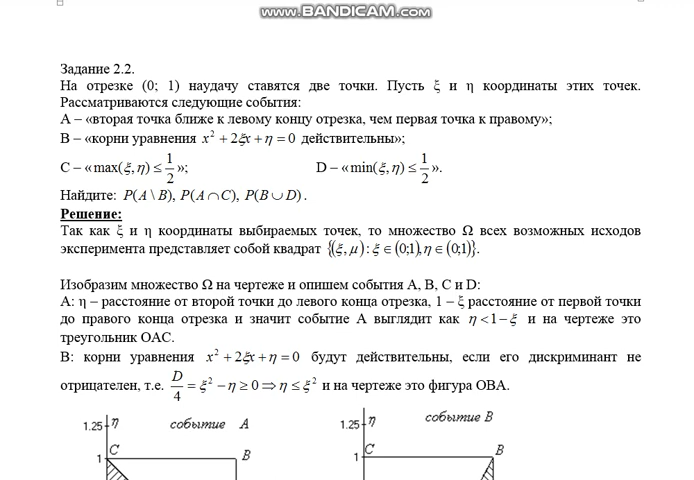 www.BANDICAM.com
Задание 2.2.
На отрезке (0; 1) наудачу ставятся две точки. Пусть ξ и η координаты этих точек.
Рассматриваются следующие события:
А – «вторая точка ближе к левому концу отрезка, чем первая точка к правому»;
В – «корни уравнения x² + 2ξx + η = 0 действительны»;
С – «max(ξ, η) ≤ 1/2»; D – «min(ξ, η) ≤ 1/2».
Найдите: P(A \ B), P(A ∩ C), P(B ∪ D).
Решение:
Так как ξ и η координаты выбираемых точек, то множество Ω всех возможных исходов
эксперимента представляет собой квадрат {(ξ, μ): ξ ∈ (0;1), η ∈ (0;1)}.
Изобразим множество Ω на чертеже и опишем события А, В, С и D:
А: η – расстояние от второй точки до левого конца отрезка, 1 – ξ расстояние от первой точки
до правого конца отрезка и значит событие А выглядит как η < 1 – ξ и на чертеже это
треугольник ОАС.
В: корни уравнения x² + 2ξx + η = 0 будут действительны, если его дискриминант не
отрицателен, т.е. D/4 = ξ² – η ≥ 0 ⇒ η ≤ ξ² и на чертеже это фигура ОВА.
1.25 η событие А
C
1 B
1.25 η событие В
C
1 B